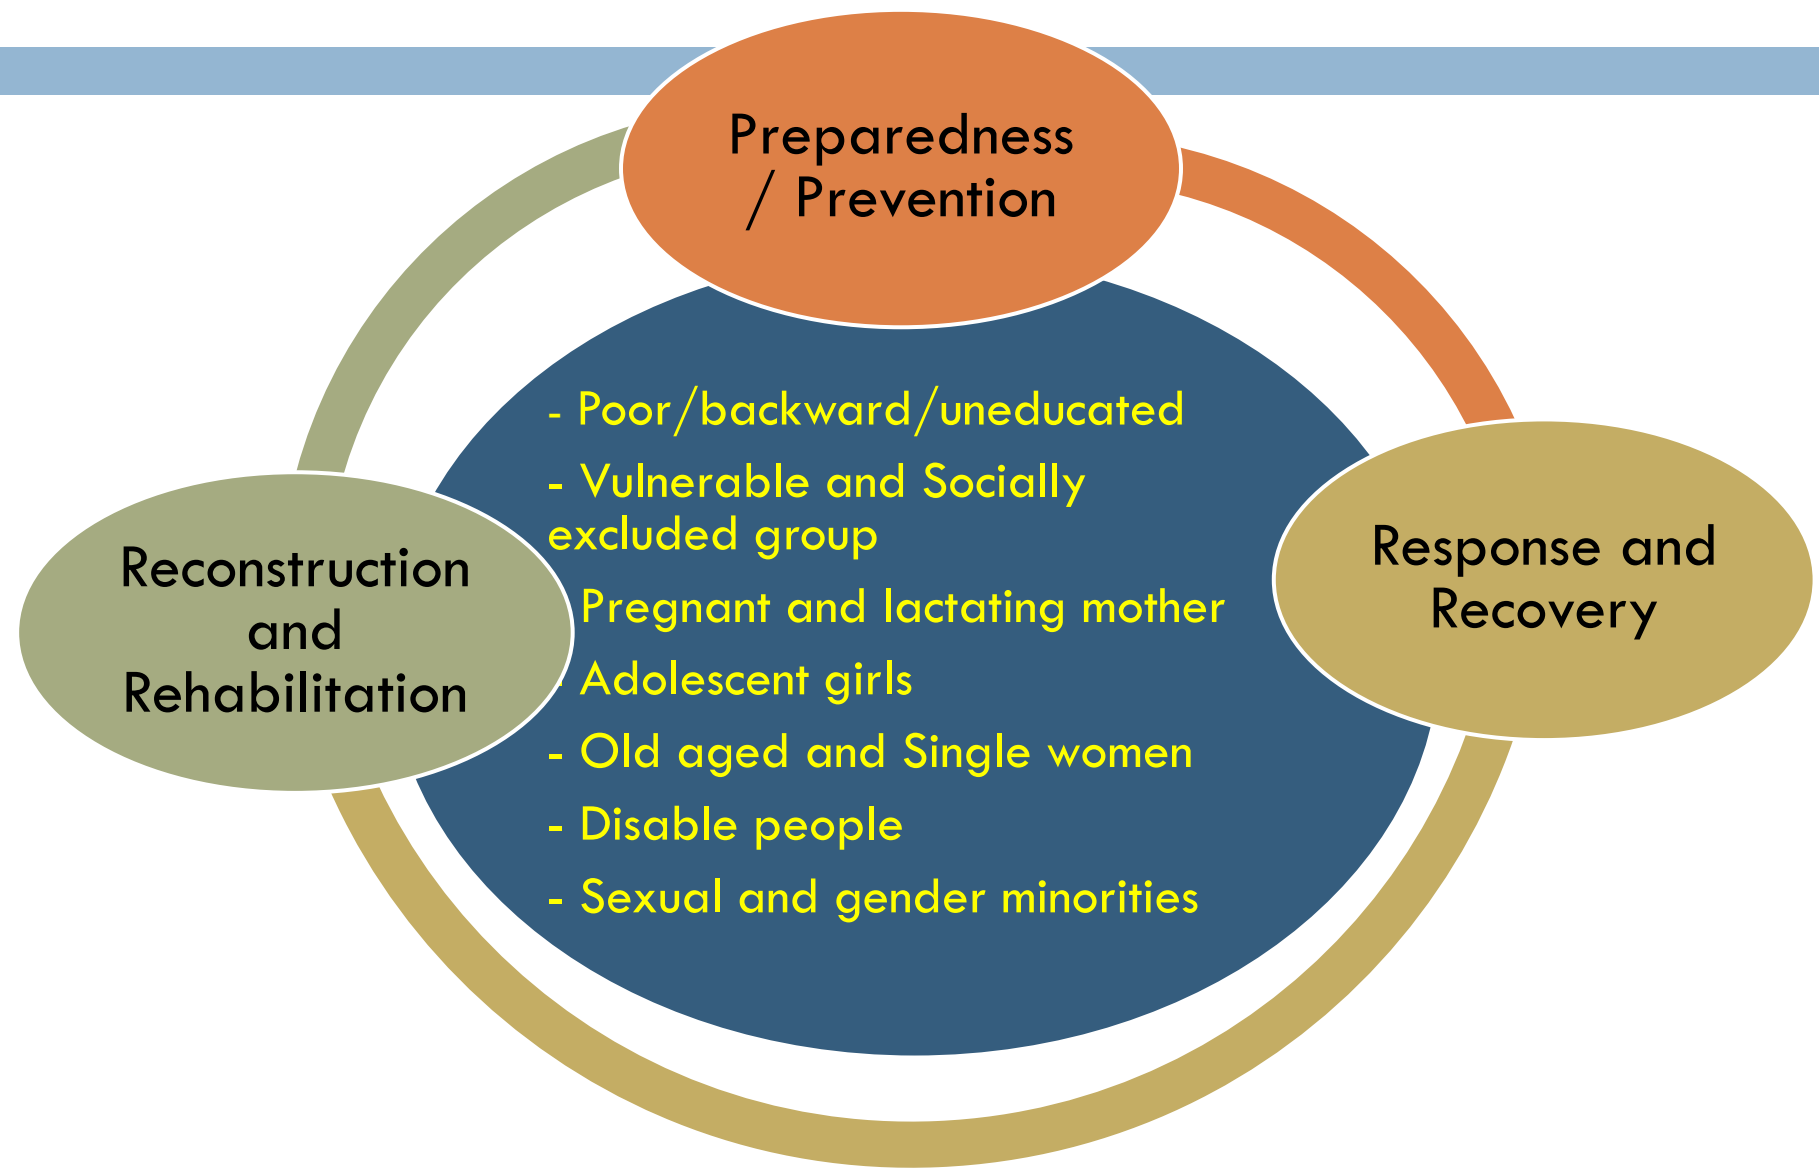 Preparedness
/ Prevention
- Poor/backward/uneducated
- Vulnerable and Socially
excluded group
Pregnant and lactating mother
- Adolescent girls
- Old aged and Single women
- Disable people
- Sexual and gender minorities
Response and
Recovery
Reconstruction
and
Rehabilitation